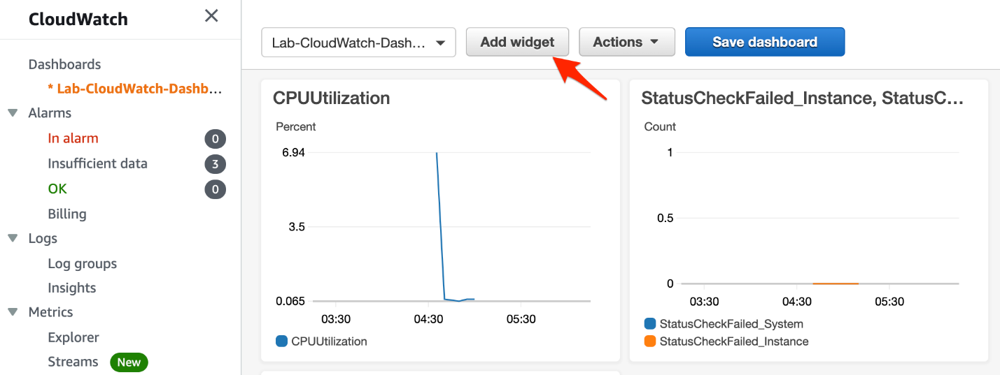 CloudWatch
Dashboards
* Lab-CloudWatch-Dashb...
Alarms
In alarm 0
Insufficient data 3
OK 0
Billing
Logs
Log groups
Insights
Metrics
Explorer
Streams New
Lab-CloudWatch-Dash... Add widget Actions Save dashboard
CPUUtilization
Percent
6.94
3.5
0.065
03:30 04:30 05:30
CPUUtilization
StatusCheckFailed_Instance, StatusC...
Count
1
0.5
0
03:30 04:30 05:30
StatusCheckFailed_System
StatusCheckFailed_Instance